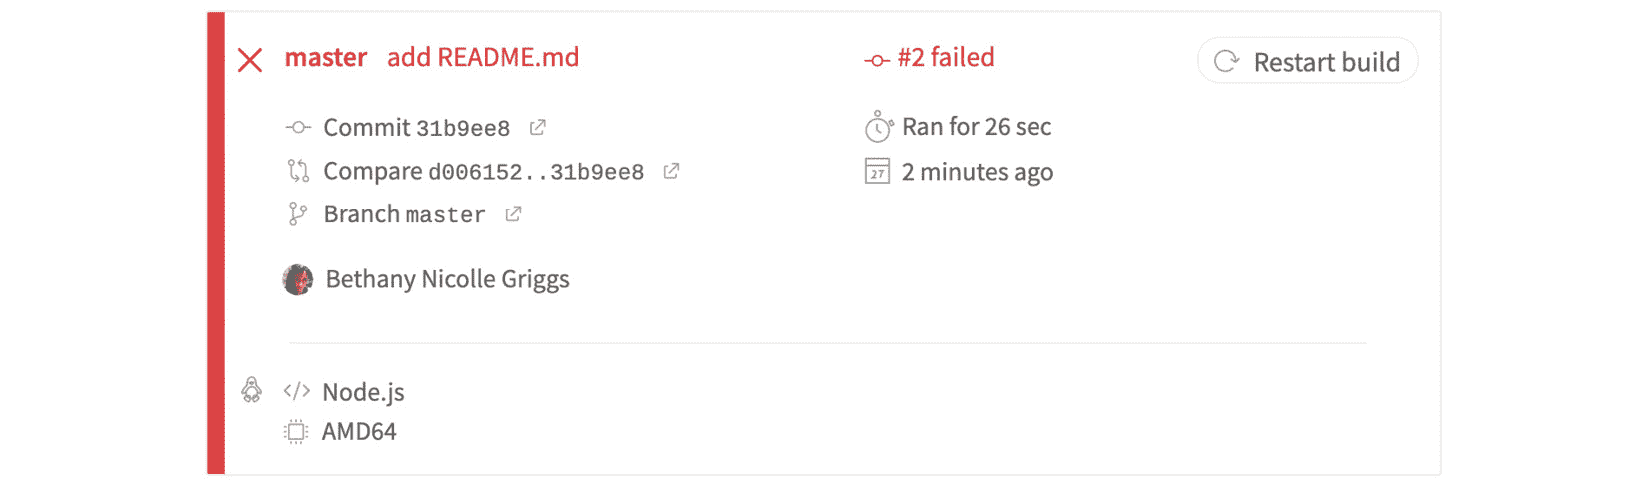 master add README.md
#2 failed
Restart build
Commit 31b9ee8
Ran for 26 sec
Compare d006152..31b9ee8
27
2 minutes ago
Branch master
Bethany Nicolle Griggs
</> Node.js
AMD64